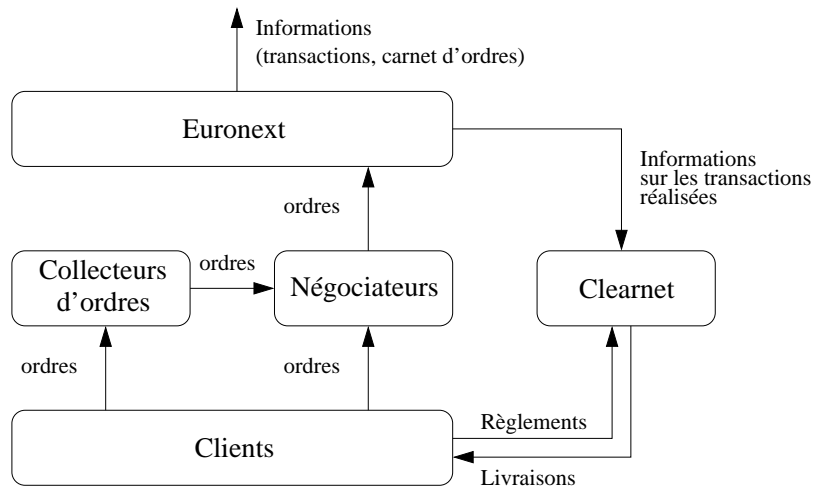 Informations
(transactions, carnet d'ordres)
Euronext
Informations
sur les transactions
réalisées
ordres
Collecteurs
d'ordres
ordres
Négociateurs
Clearnet
ordres
ordres
Clients
Règlements
Livraisons